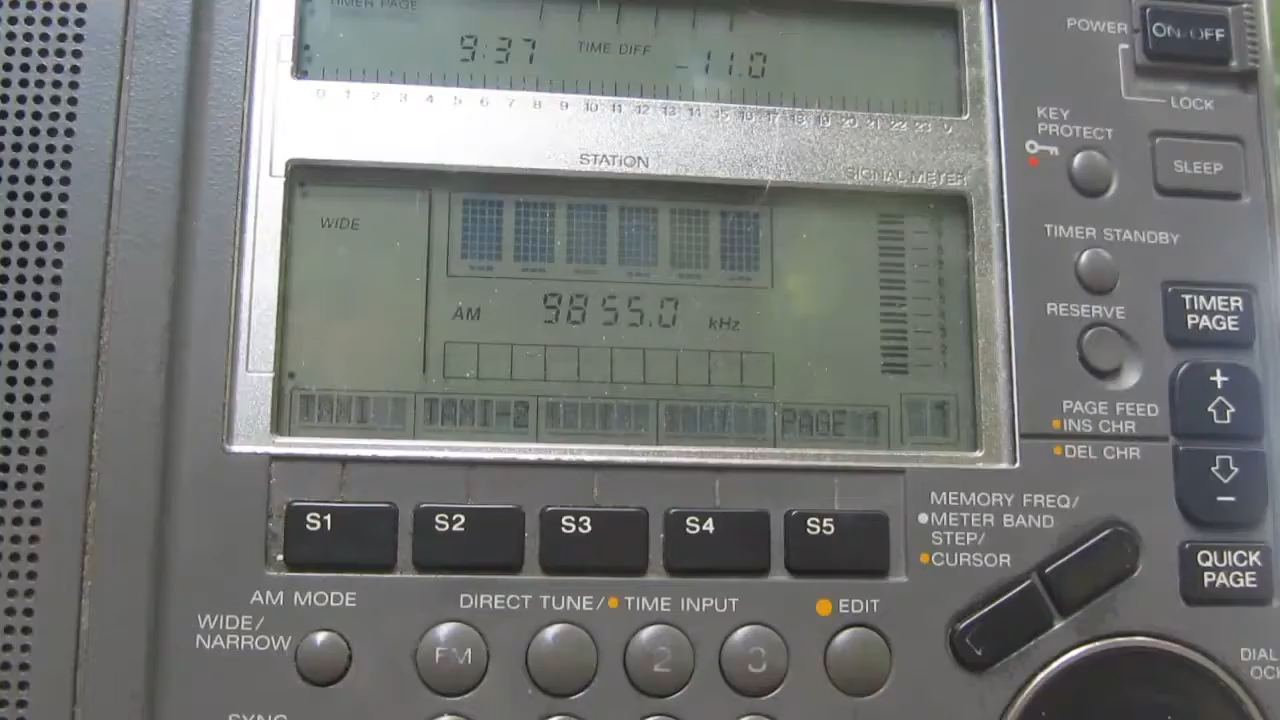 TIMER PAGE
9:37 TIME DIFF -11.0
0 1 2 3 4 5 6 7 8 9 10 11 12 13 14 15 16 17 18 19 20 21 22 23 0
STATION
SIGNAL METER
WIDE
AM 9855.0 kHz
PAGE 1
POWER
ON/OFF
LOCK
KEY
PROTECT
SLEEP
TIMER STANDBY
RESERVE
TIMER
PAGE
+
PAGE FEED
INS CHR
DEL CHR
−
S1 S2 S3 S4 S5
MEMORY FREQ/
METER BAND
STEP/
CURSOR
QUICK
PAGE
AM MODE
WIDE/
NARROW
DIRECT TUNE/ TIME INPUT
EDIT
FM 2 3
DIAL
SYNC